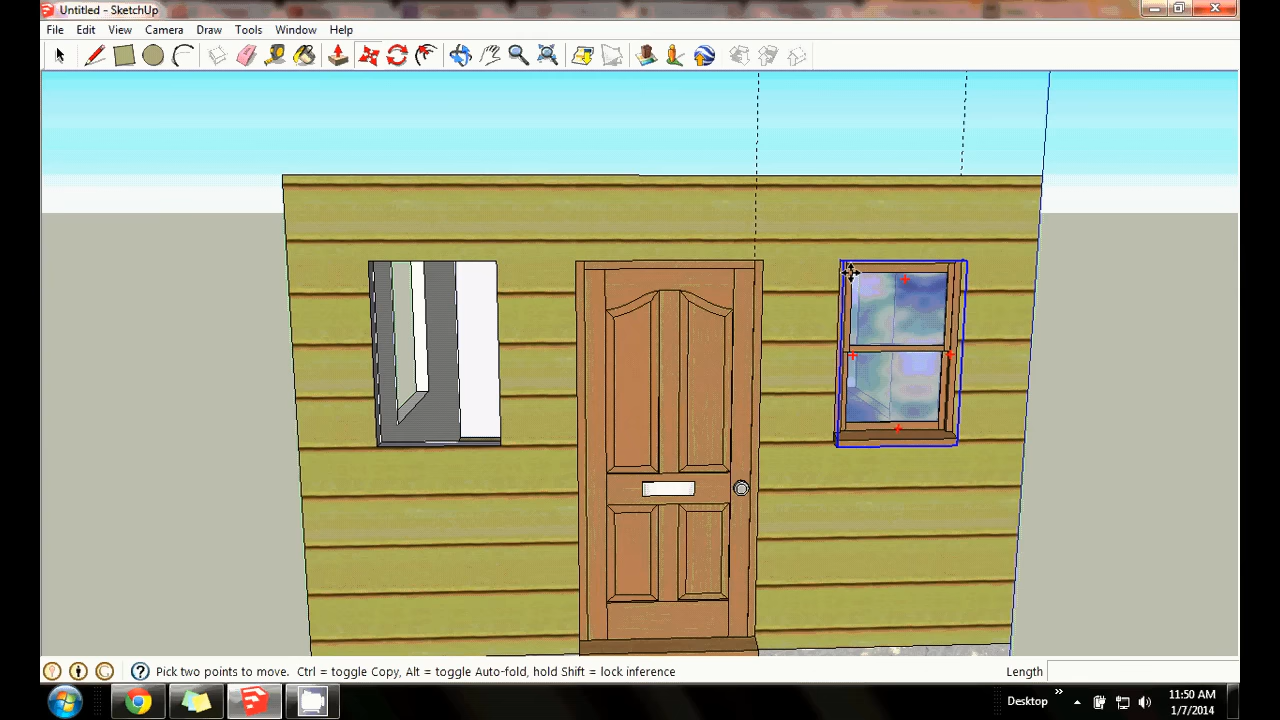 Untitled - SketchUp
File Edit View Camera Draw Tools Window Help
Pick two points to move. Ctrl = toggle Copy, Alt = toggle Auto-fold, hold Shift = lock inference
Length
Desktop
11:50 AM
1/7/2014